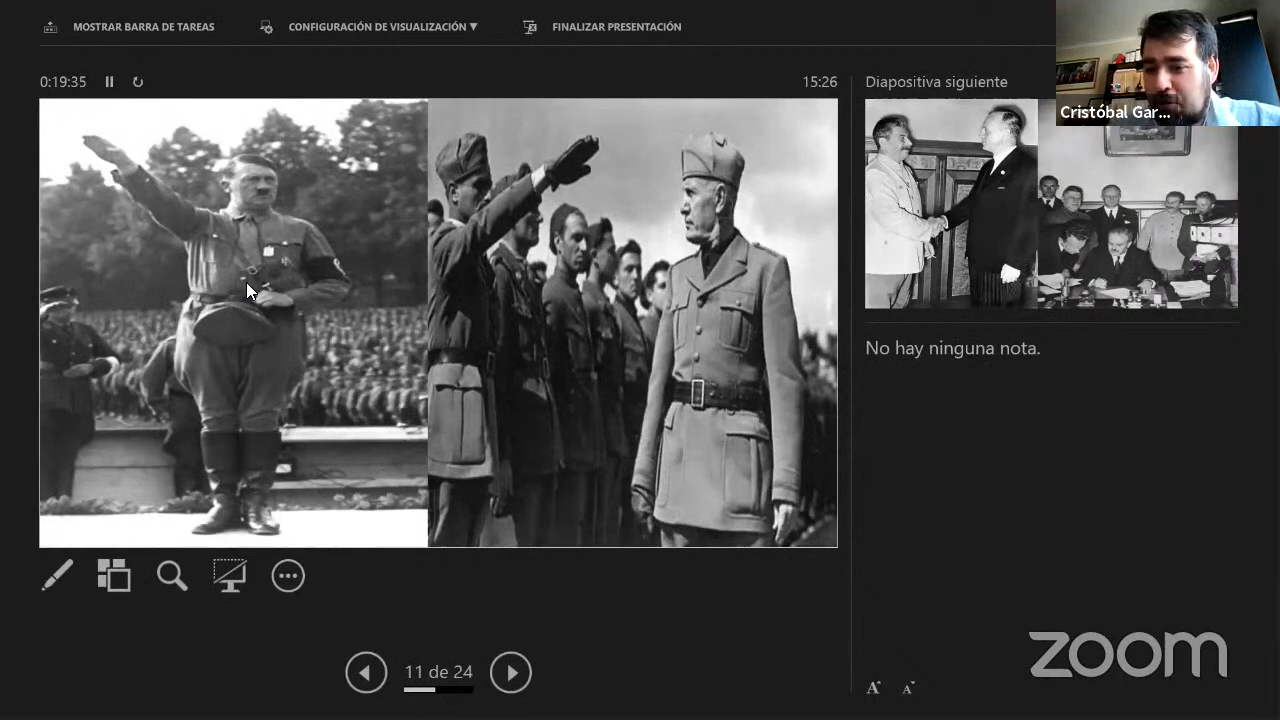 MOSTRAR BARRA DE TAREAS
CONFIGURACIÓN DE VISUALIZACIÓN ▼
FINALIZAR PRESENTACIÓN
0:19:35
15:26
Diapositiva siguiente
Cristóbal Gar...
No hay ninguna nota.
11 de 24
zoom
A A